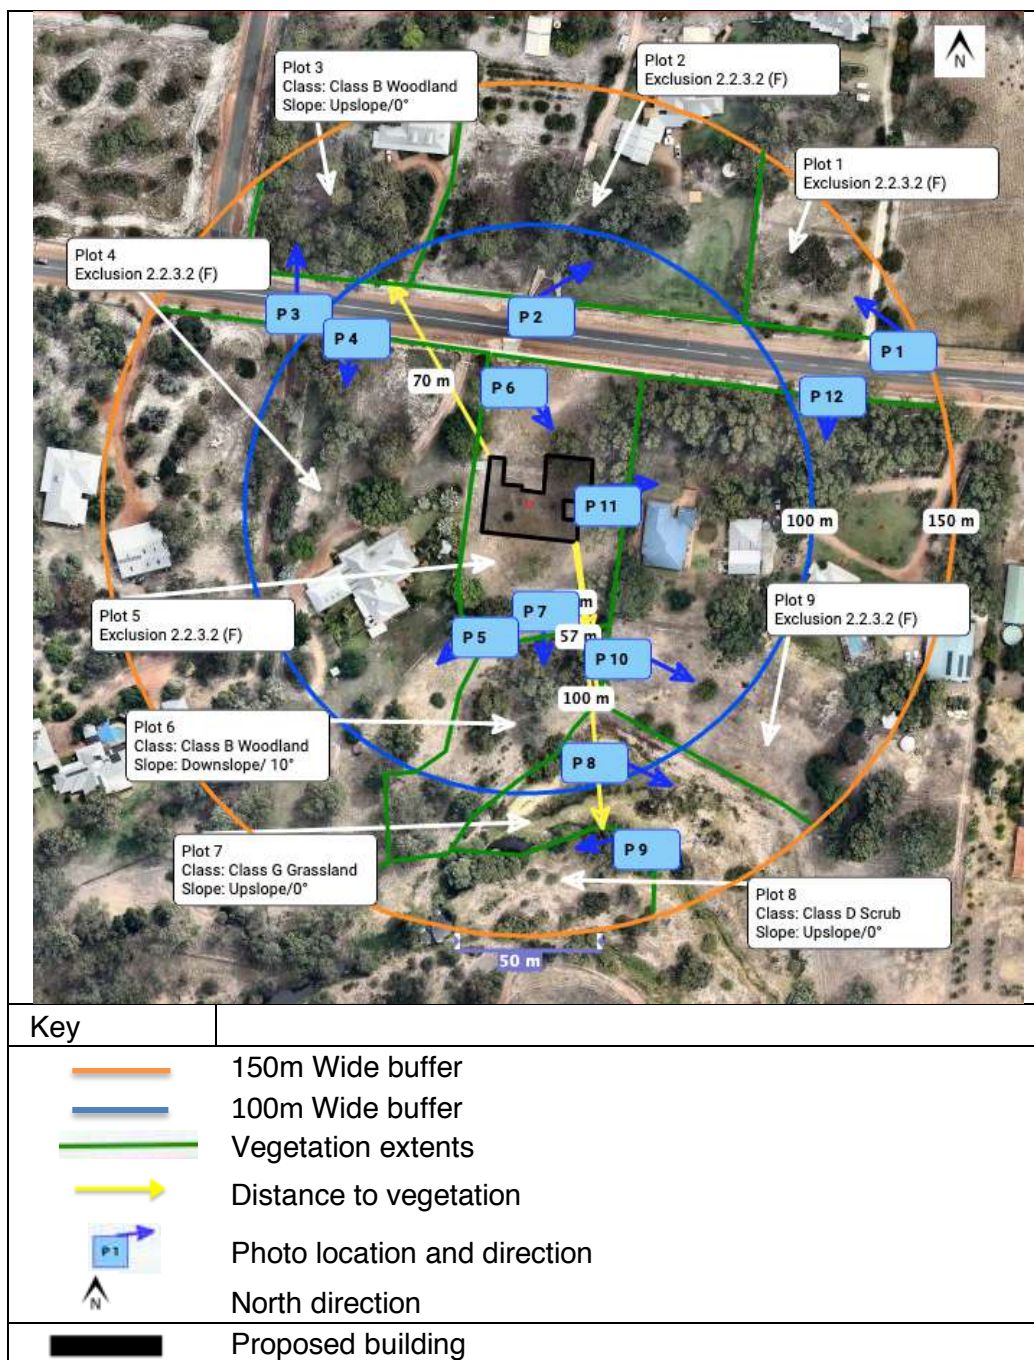 Plot 3
Class: Class B Woodland
Slope: Upslope/0°
Plot 2
Exclusion 2.2.3.2 (F)
N
Plot 1
Exclusion 2.2.3.2 (F)
Plot 4
Exclusion 2.2.3.2 (F)
P 3
P 2
P 4
P 1
70 m
P 6
P 12
P 11
100 m
150 m
Plot 5
Exclusion 2.2.3.2 (F)
P 7
m
P 5
57 m
P 10
Plot 9
Exclusion 2.2.3.2 (F)
100 m
Plot 6
Class: Class B Woodland
Slope: Downslope/ 10°
P 8
Plot 7
Class: Class G Grassland
Slope: Upslope/0°
P 9
Plot 8
Class: Class D Scrub
Slope: Upslope/0°
50 m
Key
150m Wide buffer
100m Wide buffer
Vegetation extents
Distance to vegetation
P 1
Photo location and direction
N
North direction
Proposed building